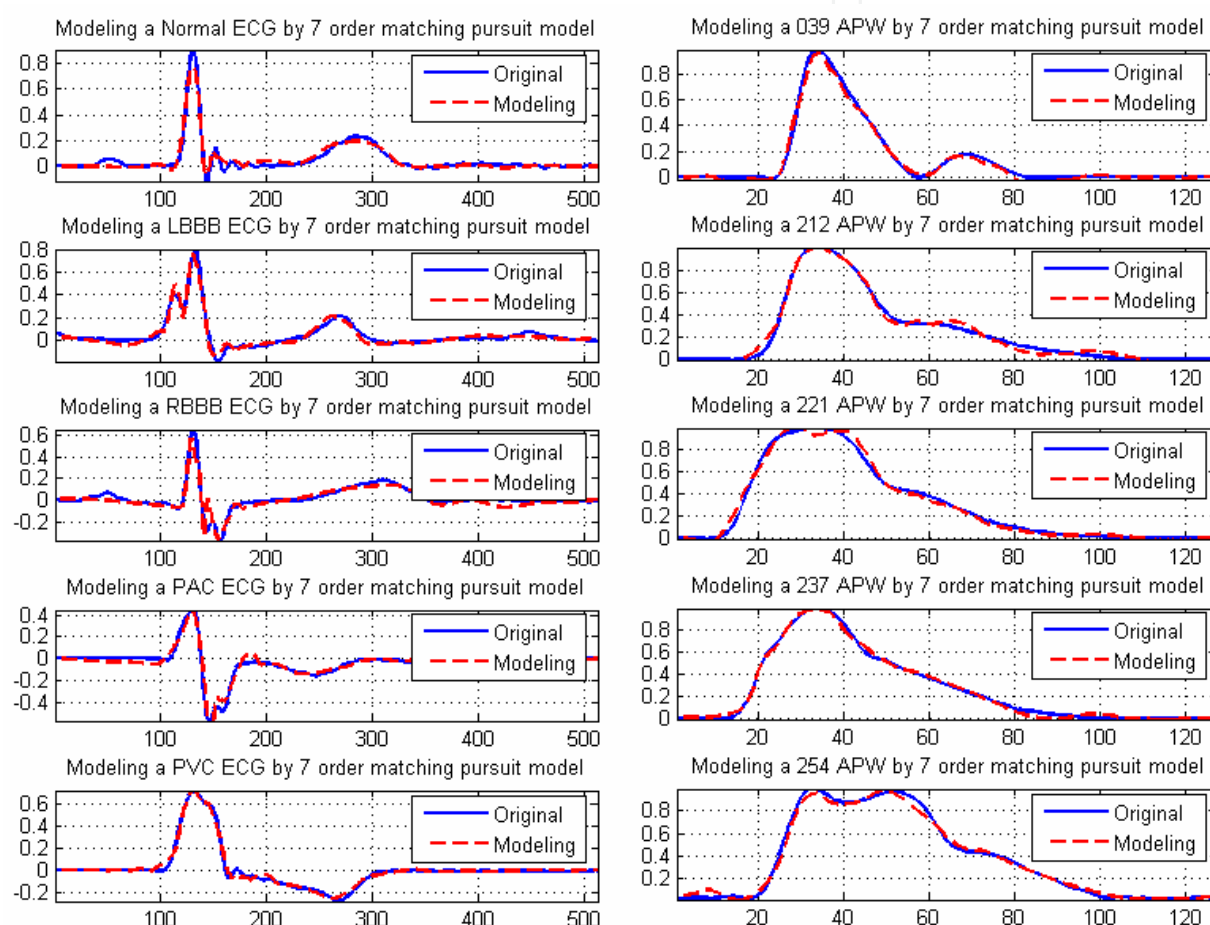 Modeling a Normal ECG by 7 order matching pursuit model
0.8
0.6
0.4
0.2
0
Original
Modeling
100 200 300 400 500
Modeling a LBBB ECG by 7 order matching pursuit model
0.8
0.6
0.4
0.2
0
Original
Modeling
100 200 300 400 500
Modeling a RBBB ECG by 7 order matching pursuit model
0.6
0.4
0.2
0
-0.2
Original
Modeling
100 200 300 400 500
Modeling a PAC ECG by 7 order matching pursuit model
0.4
0.2
0
-0.2
-0.4
Original
Modeling
100 200 300 400 500
Modeling a PVC ECG by 7 order matching pursuit model
0.6
0.4
0.2
0
-0.2
Original
Modeling
100 200 300 400 500
Modeling a 039 APW by 7 order matching pursuit model
0.8
0.6
0.4
0.2
0
Original
Modeling
20 40 60 80 100 120
Modeling a 212 APW by 7 order matching pursuit model
0.8
0.6
0.4
0.2
0
Original
Modeling
20 40 60 80 100 120
Modeling a 221 APW by 7 order matching pursuit model
0.8
0.6
0.4
0.2
0
Original
Modeling
20 40 60 80 100 120
Modeling a 237 APW by 7 order matching pursuit model
0.8
0.6
0.4
0.2
0
Original
Modeling
20 40 60 80 100 120
Modeling a 254 APW by 7 order matching pursuit model
0.8
0.6
0.4
0.2
Original
Modeling
20 40 60 80 100 120